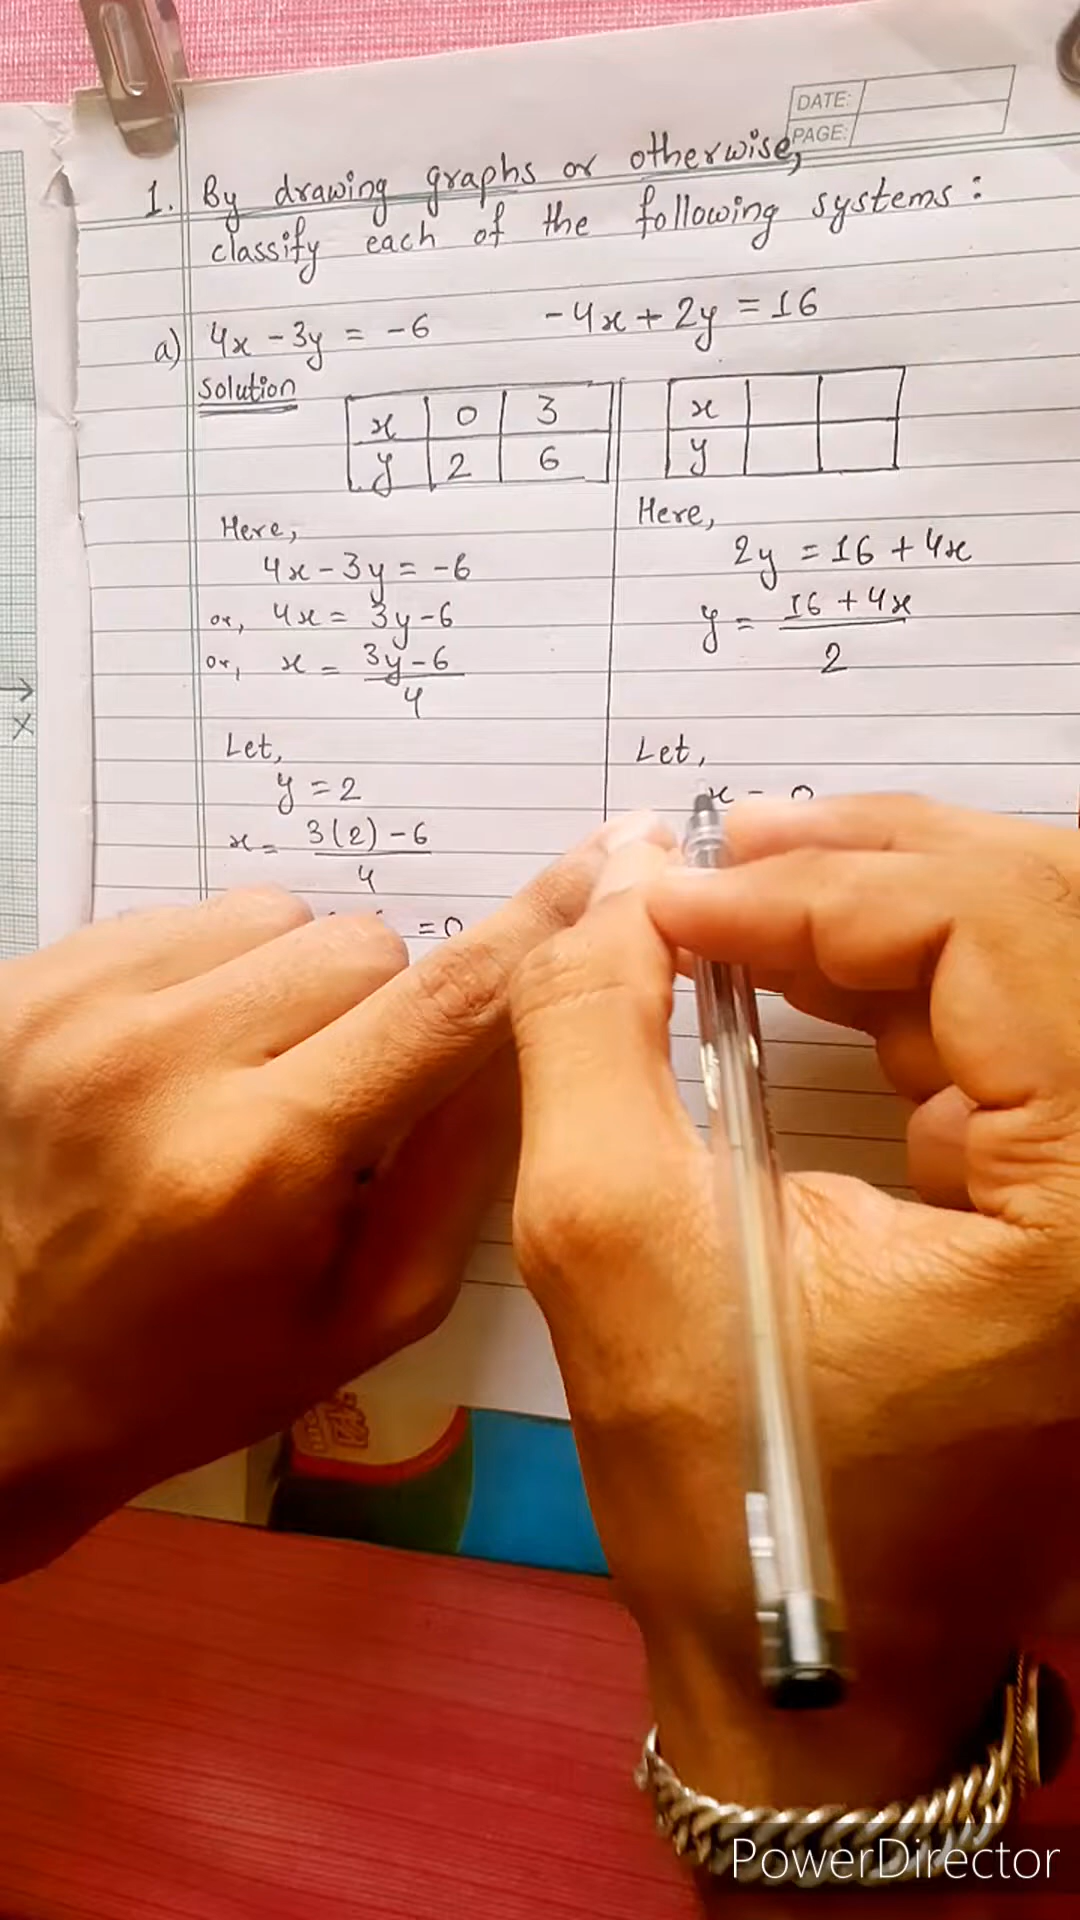 DATE:
PAGE:
1. By drawing graphs or otherwise,
classify each of the following systems:
a) 4x - 3y = -6 -4x + 2y = 16
Solution
x 0 3
y 2 6
Here,
4x - 3y = -6
or, 4x = 3y - 6
or, x = 3y - 6
4
Let,
y = 2
x = 3(2) - 6
4
= 0
x
y
Here,
2y = 16 + 4x
y = 16 + 4x
2
Let,
x = 0
X
PowerDirector